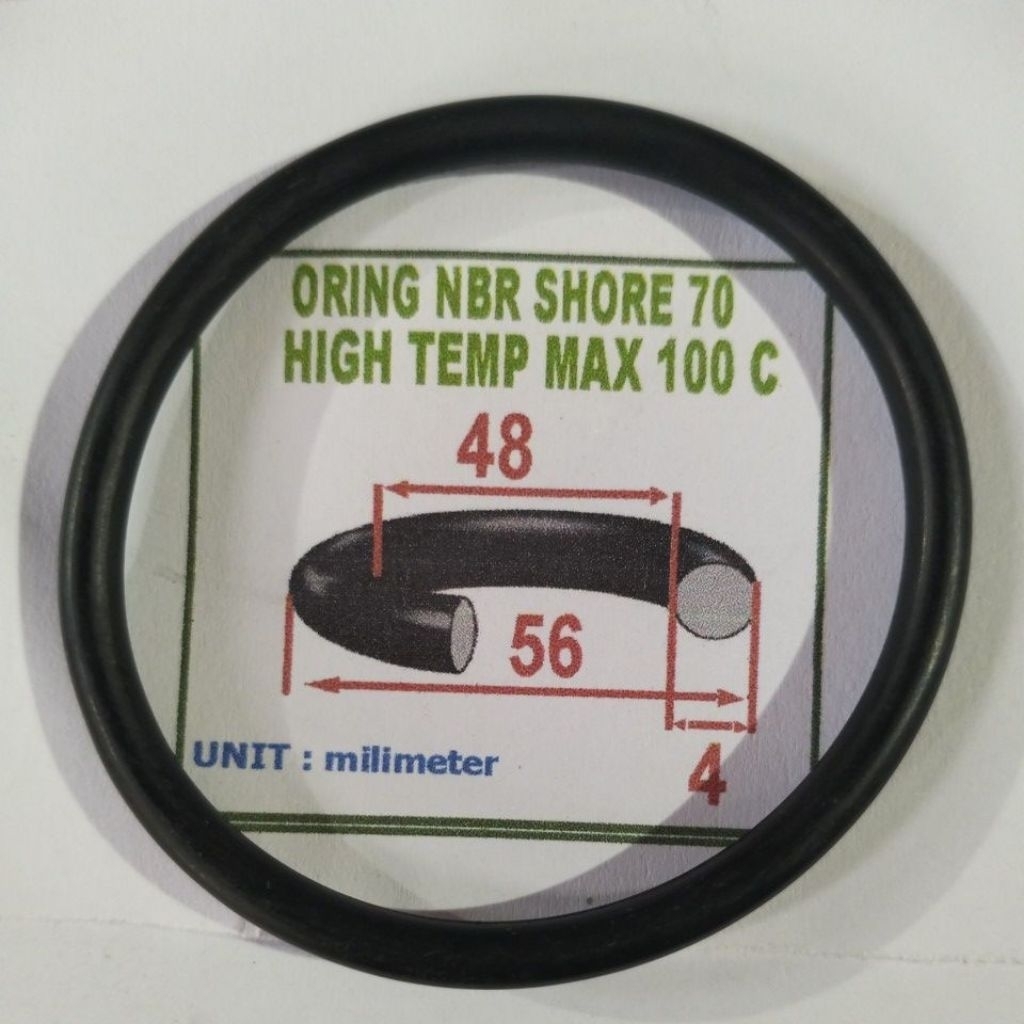 ORING NBR SHORE 70
HIGH TEMP MAX 100 C
48
56
4
UNIT : milimeter